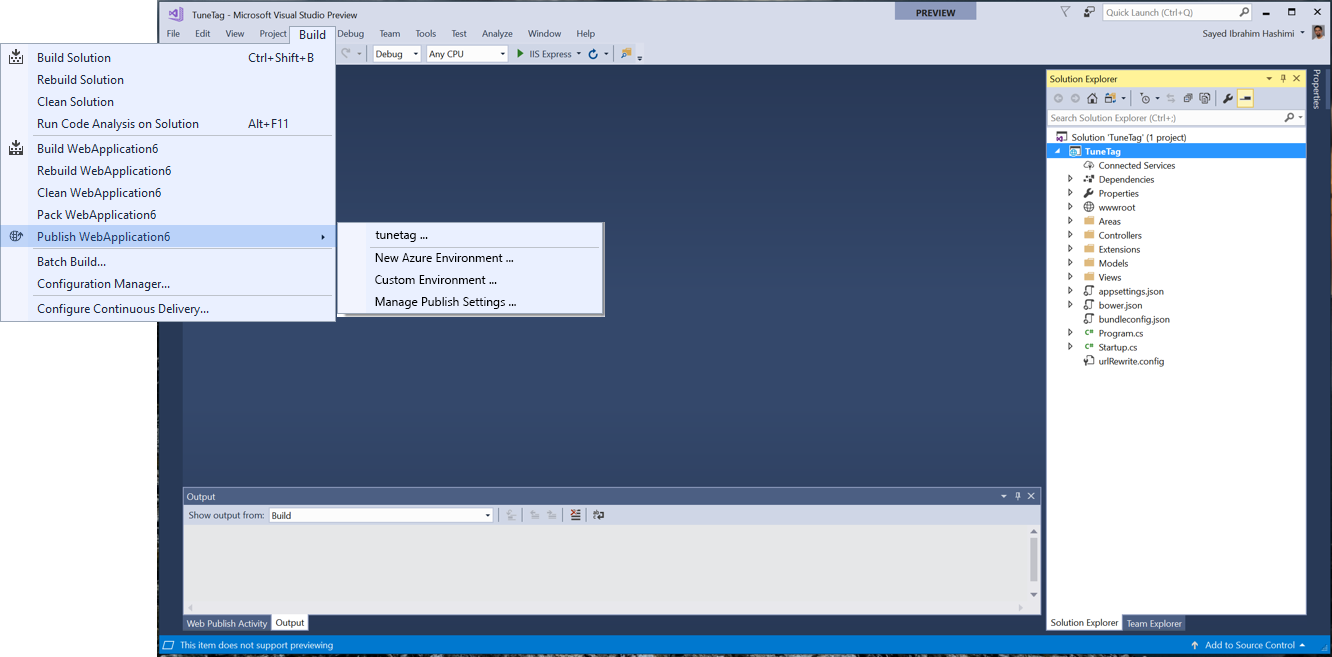 TuneTag - Microsoft Visual Studio Preview
PREVIEW
Quick Launch (Ctrl+Q)
File Edit View Project Build Debug Team Tools Test Analyze Window Help
Sayed Ibrahim Hashimi
Debug Any CPU IIS Express
Build Solution Ctrl+Shift+B
Rebuild Solution
Clean Solution
Run Code Analysis on Solution Alt+F11
Build WebApplication6
Rebuild WebApplication6
Clean WebApplication6
Pack WebApplication6
Publish WebApplication6
Batch Build...
Configuration Manager...
Configure Continuous Delivery...
tunetag ...
New Azure Environment ...
Custom Environment ...
Manage Publish Settings ...
Solution Explorer
Search Solution Explorer (Ctrl+;)
Solution 'TuneTag' (1 project)
TuneTag
Connected Services
Dependencies
Properties
wwwroot
Areas
Controllers
Extensions
Models
Views
appsettings.json
bower.json
bundleconfig.json
C# Program.cs
C# Startup.cs
urlRewrite.config
Solution Explorer Team Explorer
Properties
Output
Show output from: Build
Web Publish Activity Output
This item does not support previewing
Add to Source Control